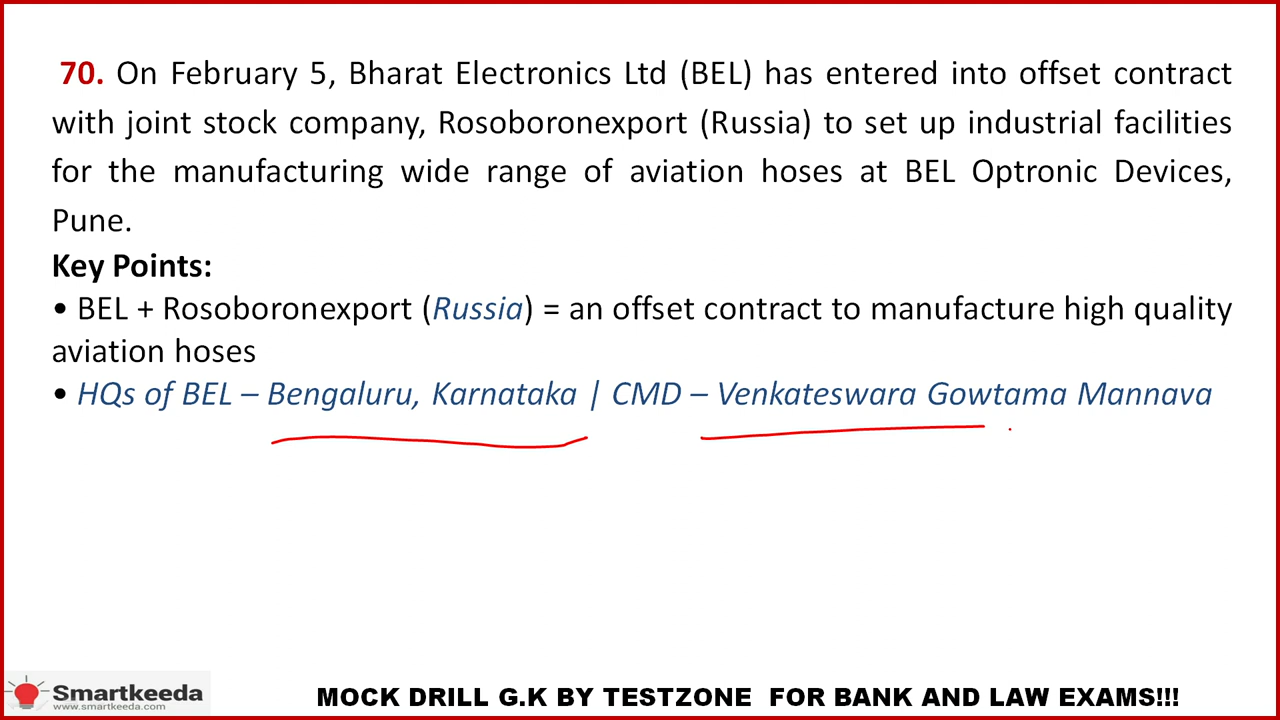 70. On February 5, Bharat Electronics Ltd (BEL) has entered into offset contract
with joint stock company, Rosoboronexport (Russia) to set up industrial facilities
for the manufacturing wide range of aviation hoses at BEL Optronic Devices,
Pune.
Key Points:
• BEL + Rosoboronexport (Russia) = an offset contract to manufacture high quality
aviation hoses
• HQs of BEL – Bengaluru, Karnataka | CMD – Venkateswara Gowtama Mannava
Smartkeeda
www.smartkeeda.com
MOCK DRILL G.K BY TESTZONE FOR BANK AND LAW EXAMS!!!